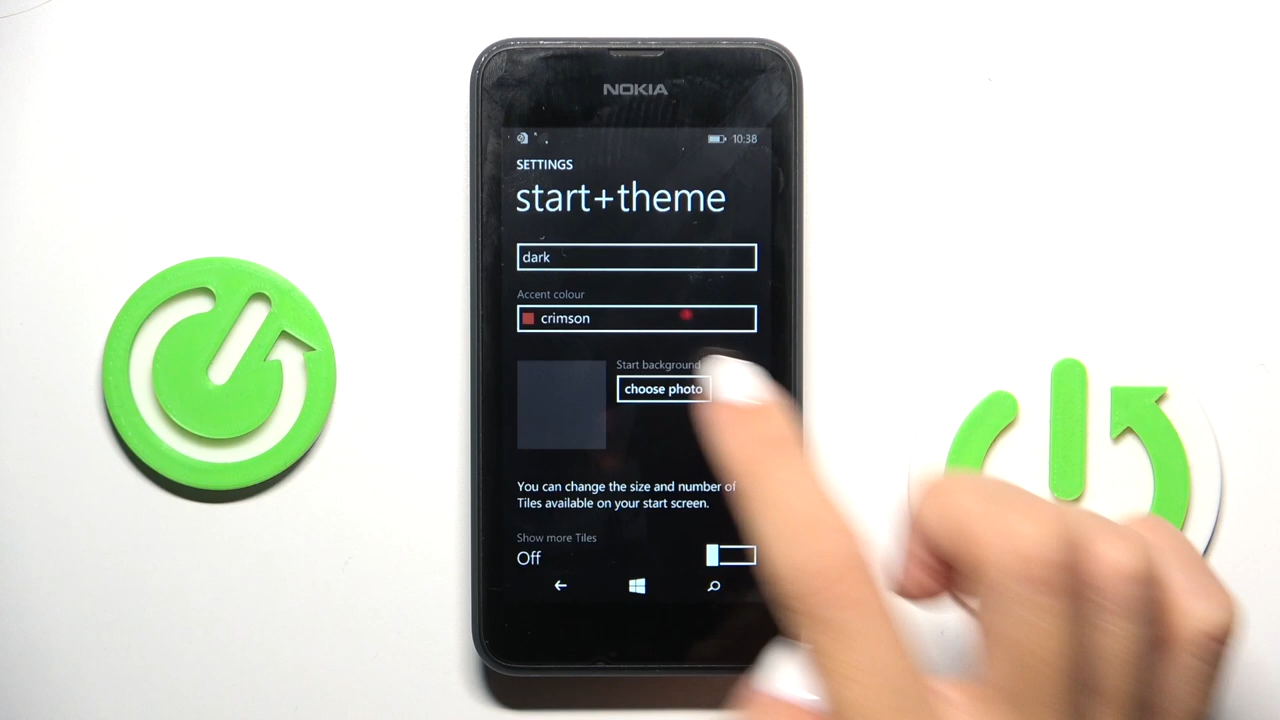 NOKIA
10:38
SETTINGS
start+theme
dark
Accent colour
crimson
Start background
choose photo
You can change the size and number of
Tiles available on your start screen.
Show more Tiles
Off